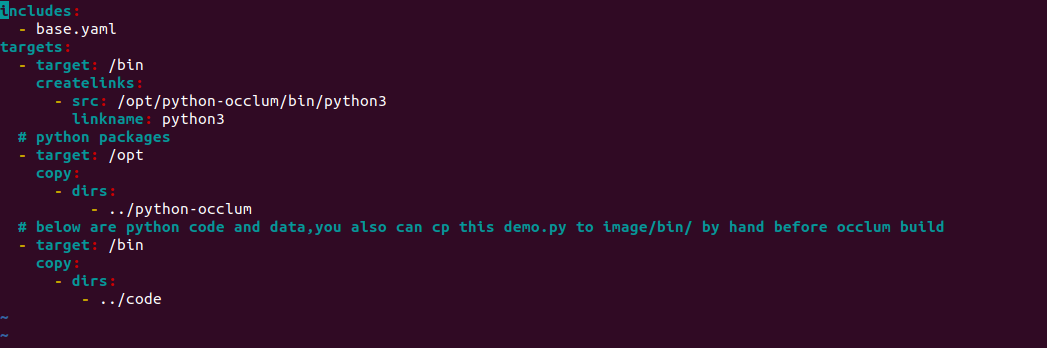 includes:
  - base.yaml
targets:
  - target: /bin
    createlinks:
      - src: /opt/python-occlum/bin/python3
        linkname: python3
  # python packages
  - target: /opt
    copy:
      - dirs:
          - ../python-occlum
  # below are python code and data,you also can cp this demo.py to image/bin/ by hand before occlum build
  - target: /bin
    copy:
      - dirs:
         - ../code
~
~